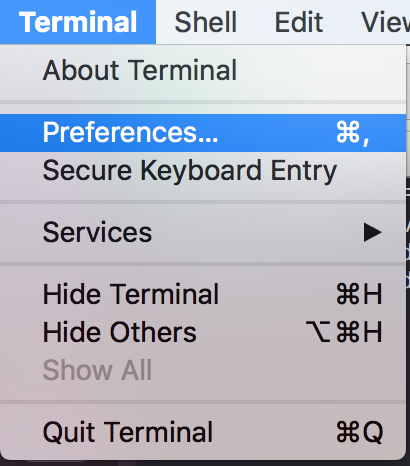 Terminal Shell Edit View
About Terminal
Preferences... ⌘,
Secure Keyboard Entry
Services ▶
Hide Terminal ⌘H
Hide Others ⌥⌘H
Show All
Quit Terminal ⌘Q